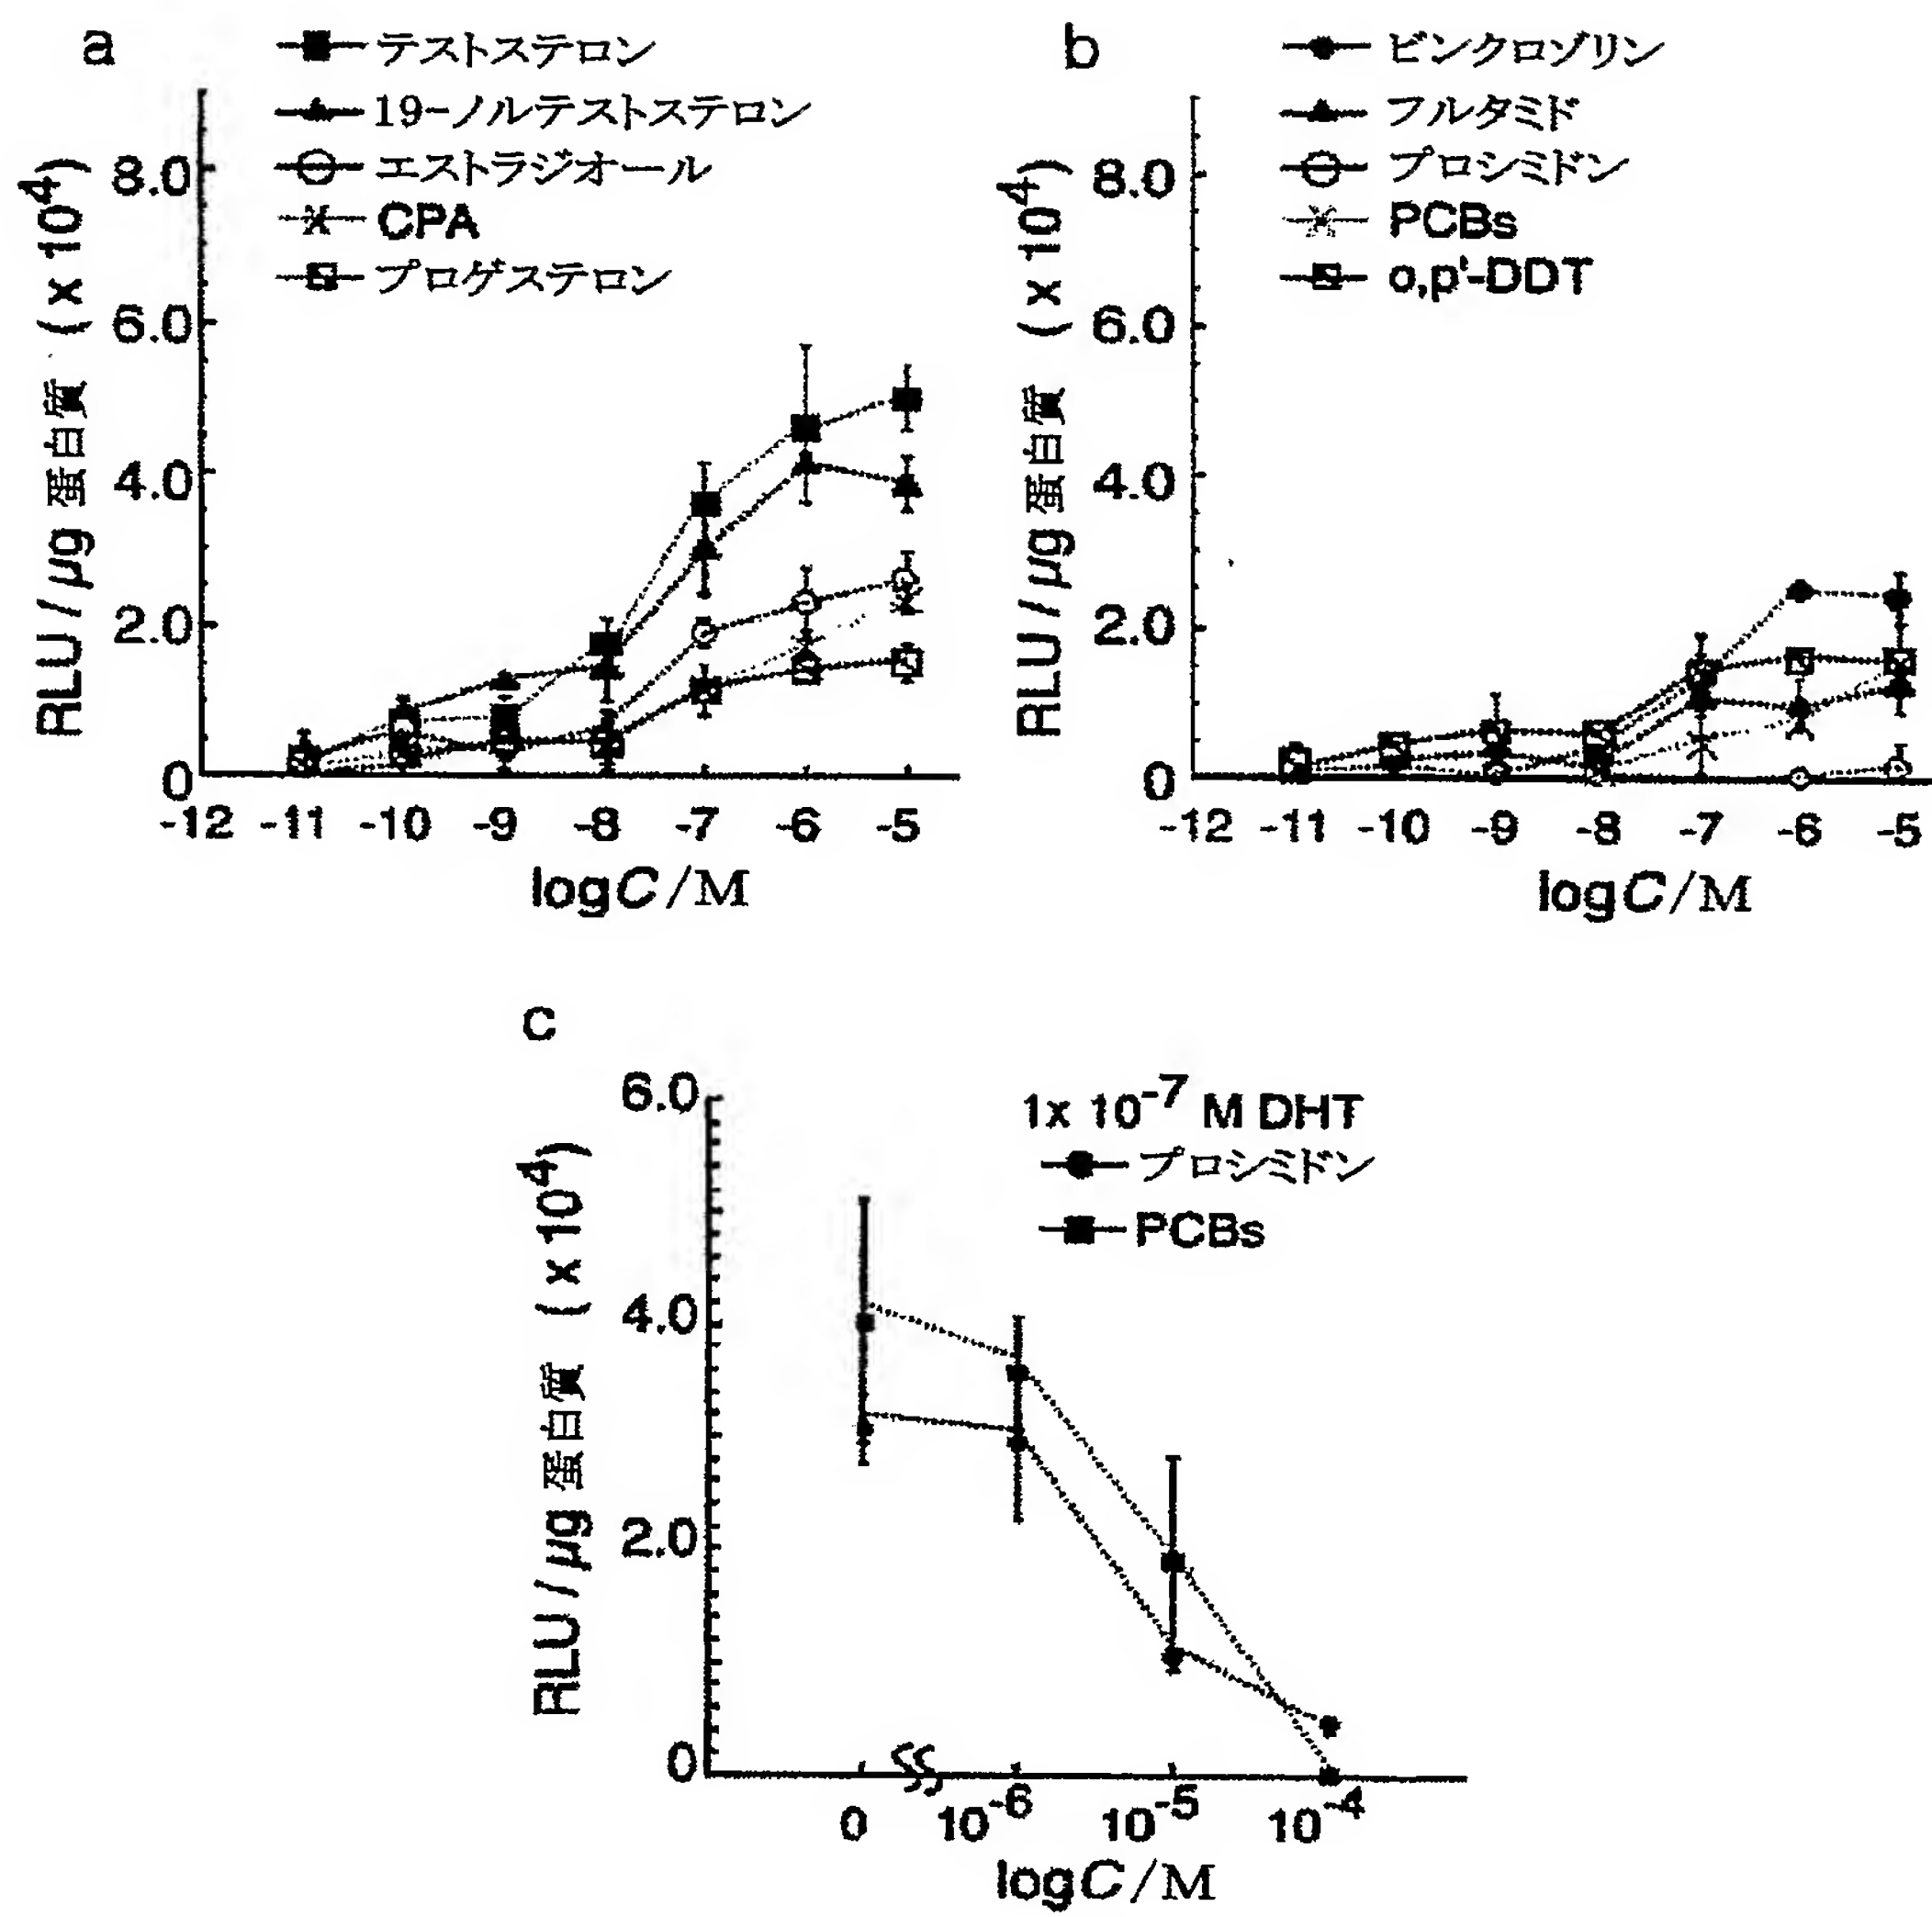 a
テストステロン
19-ノルテストステロン
エストラジオール
CPA
プロゲステロン
RLU / µg 蛋白質 (x 10⁴)
8.0
6.0
4.0
2.0
0
-12 -11 -10 -9 -8 -7 -6 -5
logC/M
b
ビンクロゾリン
フルタミド
プロシミドン
PCBs
o,p'-DDT
RLU / µg 蛋白質 (x 10⁴)
8.0
6.0
4.0
2.0
0
-12 -11 -10 -9 -8 -7 -6 -5
logC/M
c
1x 10⁻⁷ M DHT
プロシミドン
PCBs
RLU / µg 蛋白質 (x 10⁴)
6.0
4.0
2.0
0
0 10⁻⁶ 10⁻⁵ 10⁻⁴
logC/M